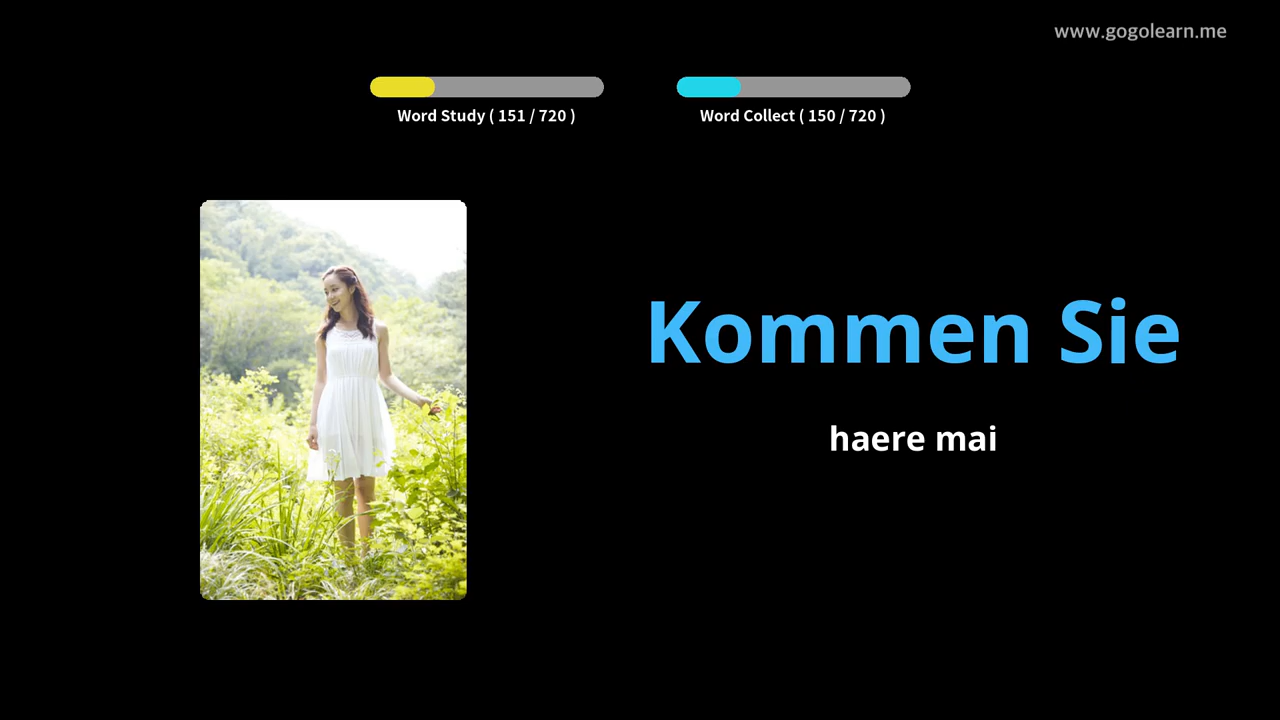 www.gogolearn.me
Word Study ( 151 / 720 )
Word Collect ( 150 / 720 )
Kommen Sie
haere mai